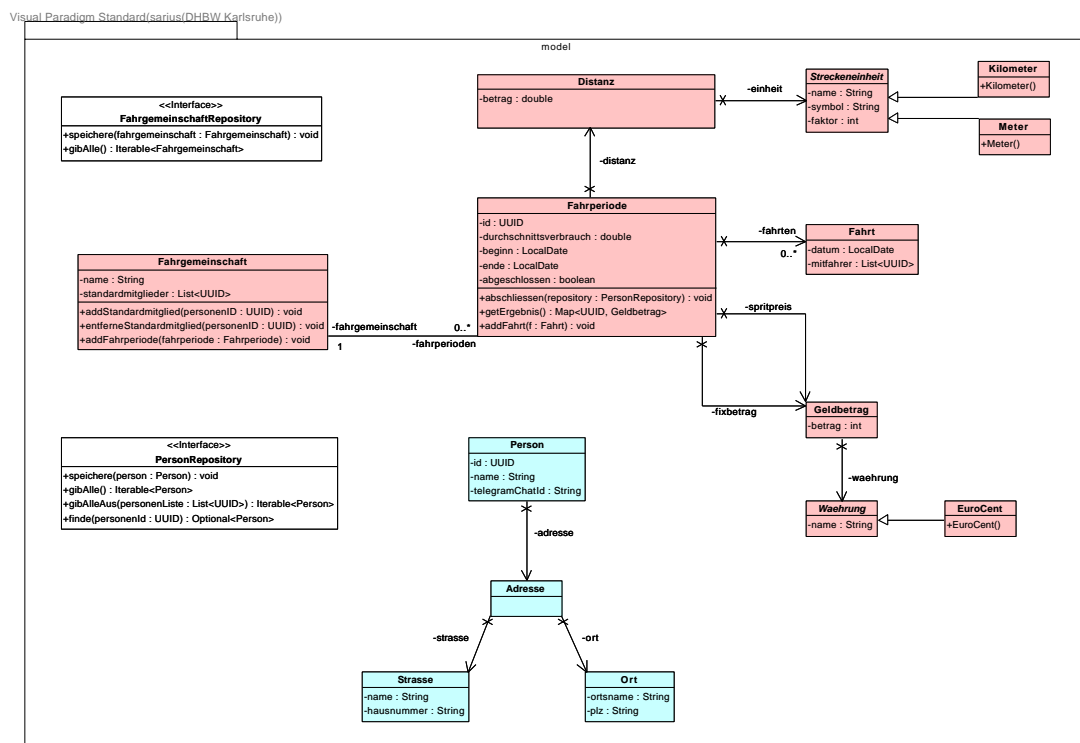 Visual Paradigm Standard(sarius(DHBW Karlsruhe))
model
Distanz
-betrag : double
-einheit
Streckeneinheit
-name : String
-symbol : String
-faktor : int
Kilometer
+Kilometer()
Meter
+Meter()
<<Interface>>
FahrgemeinschaftRepository
+speichere(fahrgemeinschaft : Fahrgemeinschaft) : void
+gibAlle() : Iterable<Fahrgemeinschaft>
-distanz
Fahrperiode
-id : UUID
-durchschnittsverbrauch : double
-beginn : LocalDate
-ende : LocalDate
-abgeschlossen : boolean
+abschliessen(repository : PersonRepository) : void
+getErgebnis() : Map<UUID, Geldbetrag>
+addFahrt(f : Fahrt) : void
-fahrten
0..*
Fahrt
-datum : LocalDate
-mitfahrer : List<UUID>
Fahrgemeinschaft
-name : String
-standardmitglieder : List<UUID>
+addStandardmitglied(personenID : UUID) : void
+entferneStandardmitglied(personenID : UUID) : void
+addFahrperiode(fahrperiode : Fahrperiode) : void
-fahrgemeinschaft
1
0..*
-fahrperioden
-spritpreis
-fixbetrag
Geldbetrag
-betrag : int
-waehrung
Waehrung
-name : String
EuroCent
+EuroCent()
<<Interface>>
PersonRepository
+speichere(person : Person) : void
+gibAlle() : Iterable<Person>
+gibAlleAus(personenListe : List<UUID>) : Iterable<Person>
+finde(personenId : UUID) : Optional<Person>
Person
-id : UUID
-name : String
-telegramChatId : String
-adresse
Adresse
-strasse
-ort
Strasse
-name : String
-hausnummer : String
Ort
-ortsname : String
-plz : String